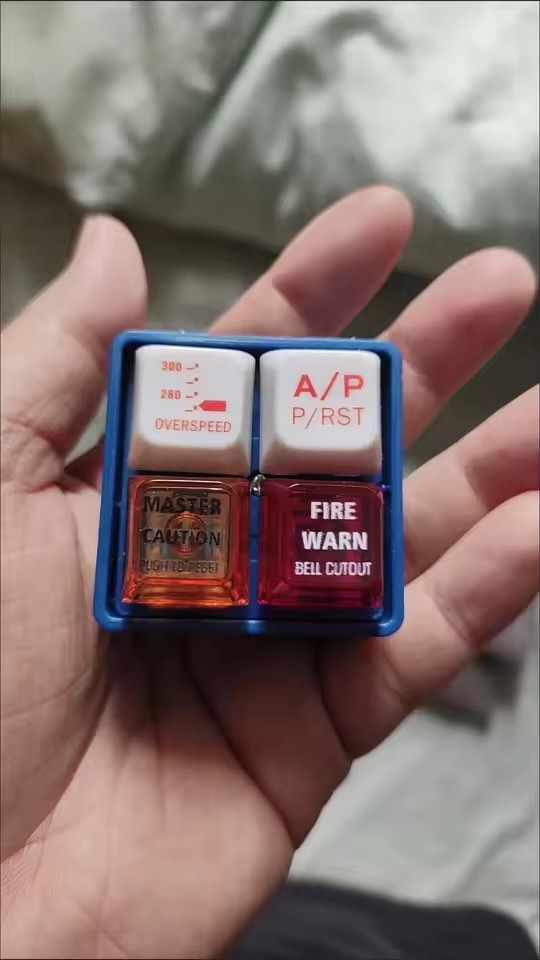 300
280
OVERSPEED
A/P
P/RST
MASTER
CAUTION
PUSH TO RESET
FIRE
WARN
BELL CUTOUT